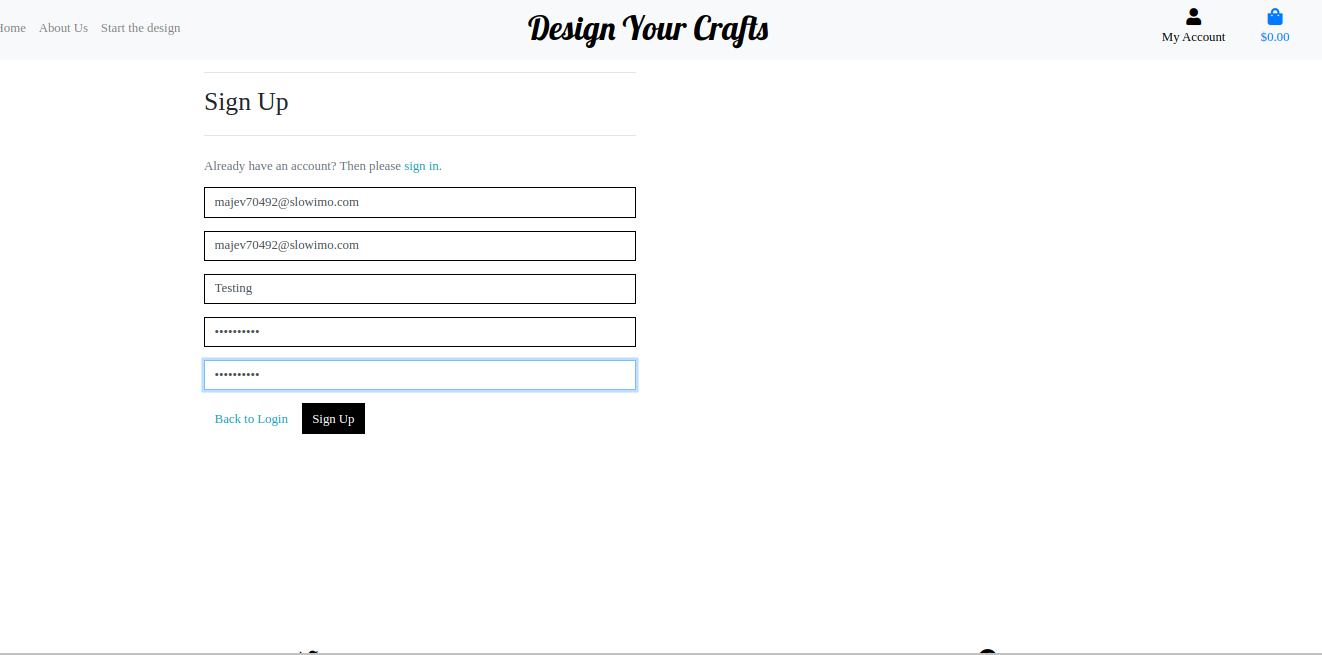 Home About Us Start the design
Design Your Crafts
My Account
$0.00
Sign Up
Already have an account? Then please sign in.
majev70492@slowimo.com
majev70492@slowimo.com
Testing
••••••••••
••••••••••
Back to Login Sign Up